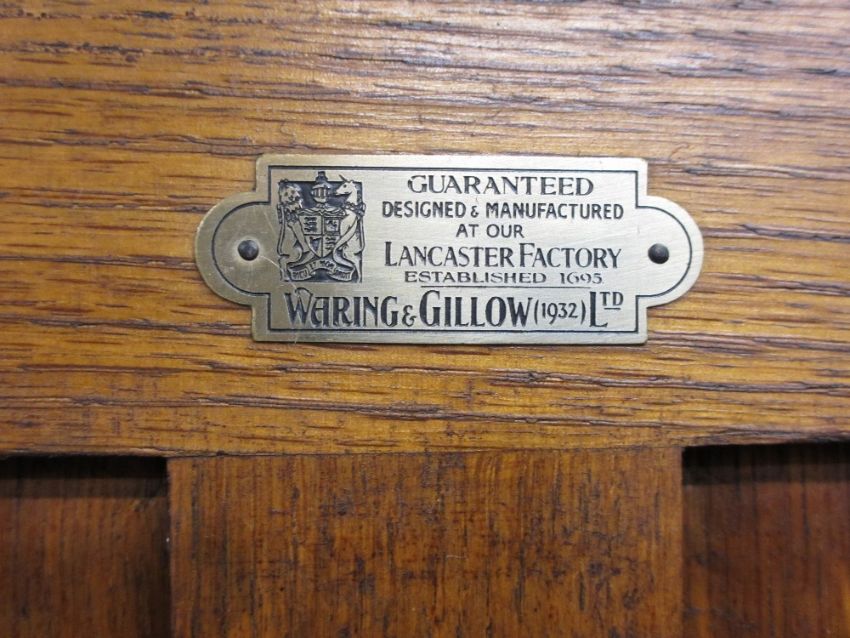 GUARANTEED
DESIGNED & MANUFACTURED
AT OUR
LANCASTER FACTORY
ESTABLISHED 1695
WARING & GILLOW (1932) LTD